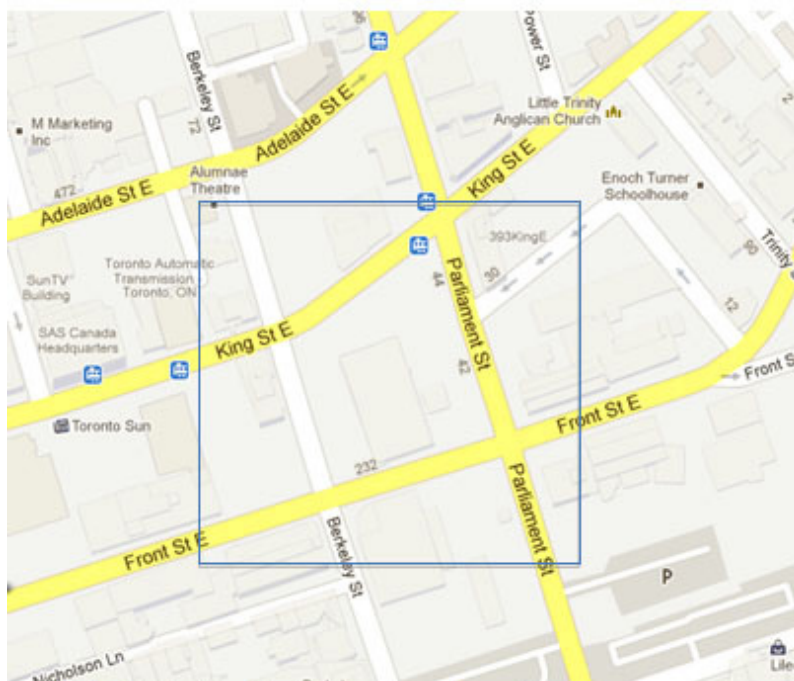 Power St
Berkeley St
72
M Marketing
Inc
Little Trinity
Anglican Church
Adelaide St E
King St E
Alumnae
Theatre
472
Adelaide St E
Enoch Turner
Schoolhouse
393KingE
90
Trinity
SunTV
Building
Toronto Automatic
Transmission
Toronto, ON
44
30
Parliament St
12
SAS Canada
Headquarters
King St E
42
Front S
Toronto Sun
Front St E
232
Parliament St
Front St E
Berkeley St
P
Nicholson Ln